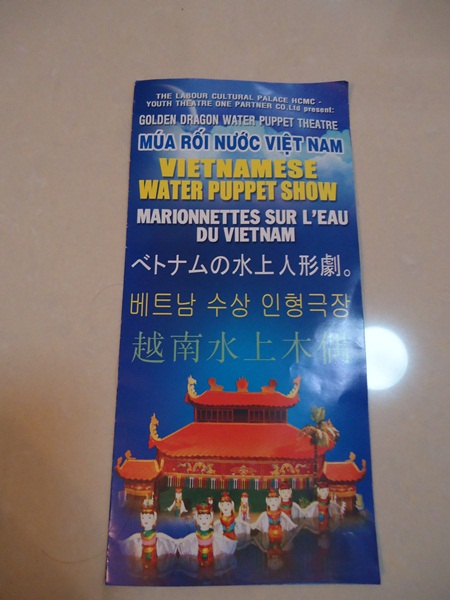 THE LABOUR CULTURAL PALACE HCMC -
YOUTH THEATRE ONE PARTNER CO.Ltd present:
GOLDEN DRAGON WATER PUPPET THEATRE
MÚA RỐI NƯỚC VIỆT NAM
VIETNAMESE
WATER PUPPET SHOW
MARIONNETTES SUR L'EAU
DU VIETNAM
ベトナムの水上人形劇。
베트남 수상 인형극장
越南水上木偶